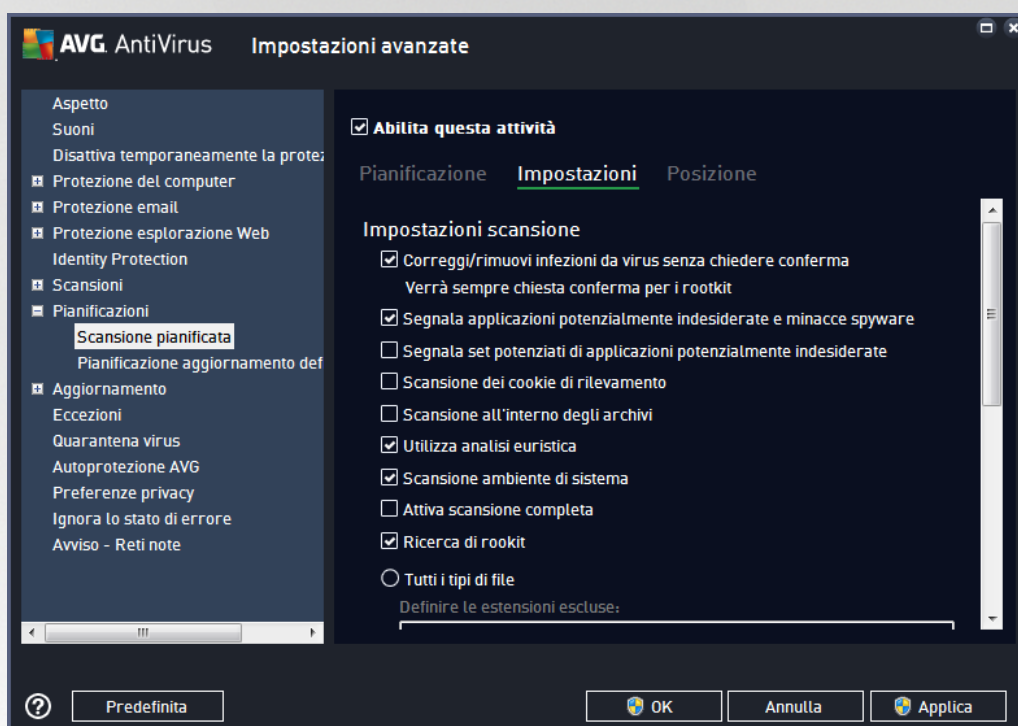 AVG. AntiVirus Impostazioni avanzate
Aspetto
Suoni
Disattiva temporaneamente la protez
Protezione del computer
Protezione email
Protezione esplorazione Web
Identity Protection
Scansioni
Pianificazioni
Scansione pianificata
Pianificazione aggiornamento def
Aggiornamento
Eccezioni
Quarantena virus
Autoprotezione AVG
Preferenze privacy
Ignora lo stato di errore
Avviso - Reti note
Abilita questa attività
Pianificazione Impostazioni Posizione
Impostazioni scansione
Correggi/rimuovi infezioni da virus senza chiedere conferma
Verrà sempre chiesta conferma per i rootkit
Segnala applicazioni potenzialmente indesiderate e minacce spyware
Segnala set potenziati di applicazioni potenzialmente indesiderate
Scansione dei cookie di rilevamento
Scansione all'interno degli archivi
Utilizza analisi euristica
Scansione ambiente di sistema
Attiva scansione completa
Ricerca di rookit
Tutti i tipi di file
Definire le estensioni escluse:
? Predefinita OK Annulla Applica